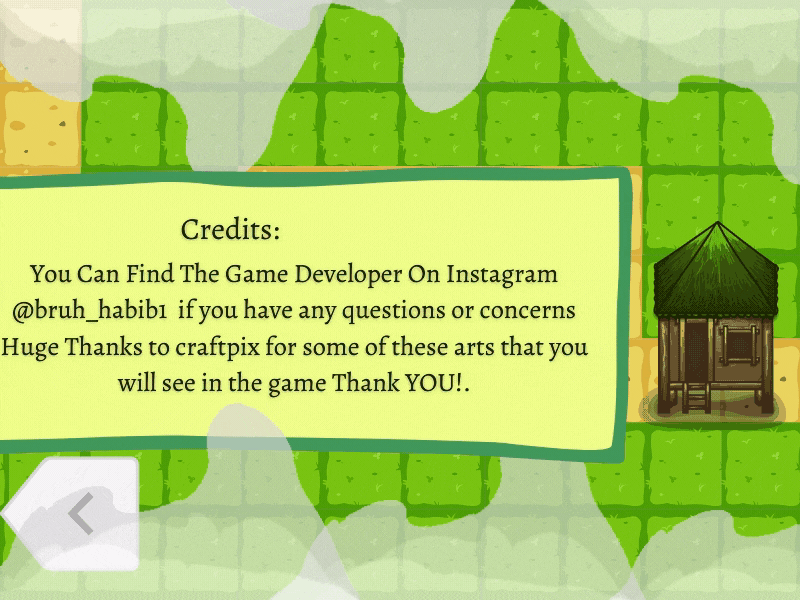 Credits:
You Can Find The Game Developer On Instagram
@bruh_habib1 if you have any questions or concerns
Huge Thanks to craftpix for some of these arts that you
will see in the game Thank YOU!.